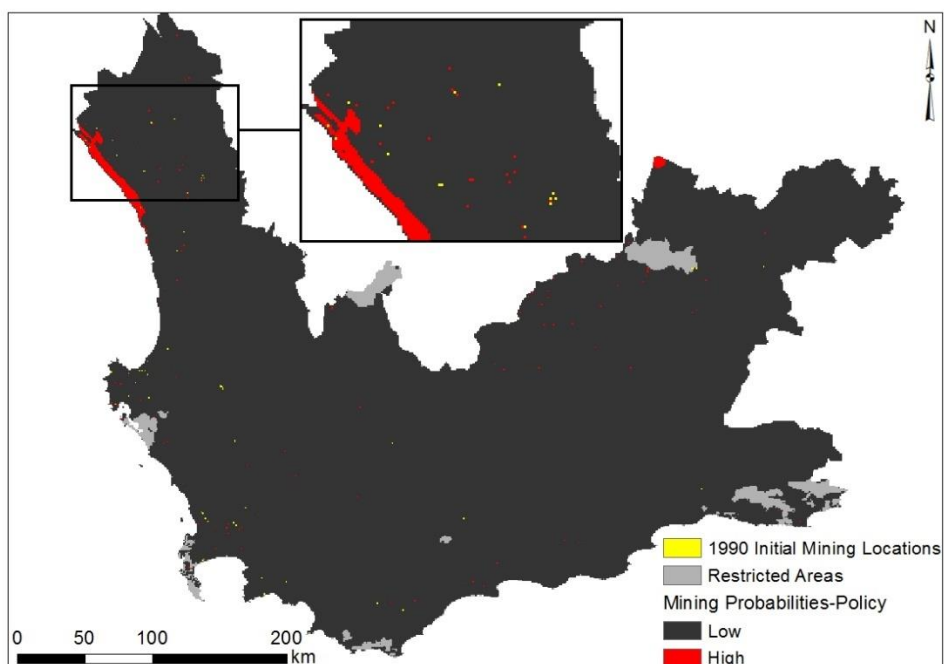 N
1990 Initial Mining Locations
Restricted Areas
Mining Probabilities-Policy
Low
High
0 50 100 200
km